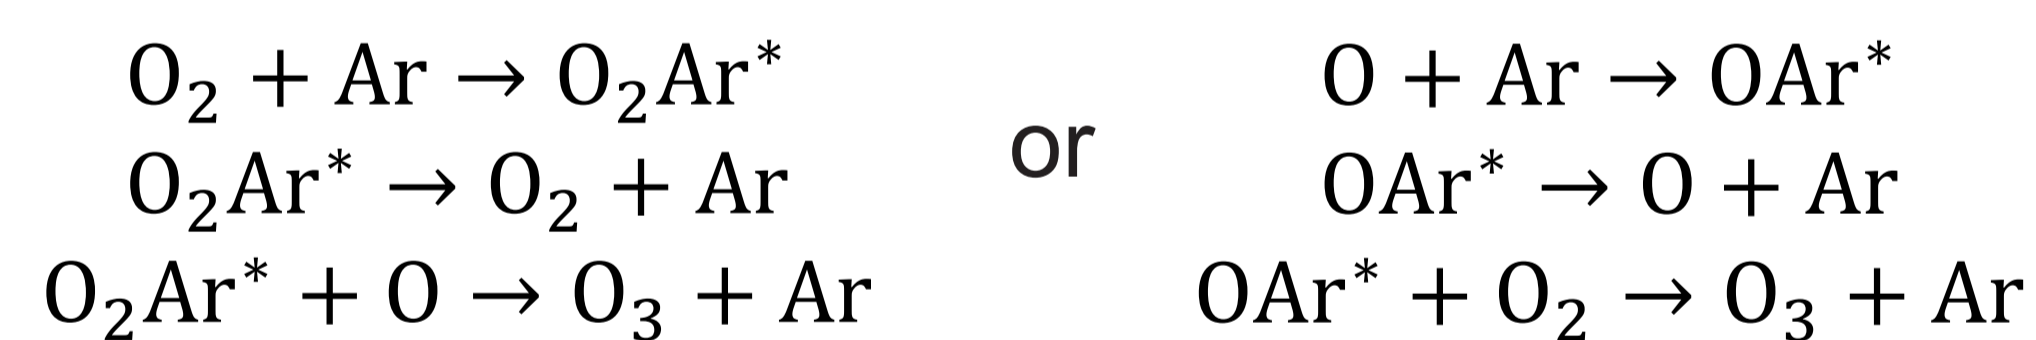 O₂ + Ar → O₂Ar*
O₂Ar* → O₂ + Ar
O₂Ar* + O → O₃ + Ar
or
O + Ar → OAr*
OAr* → O + Ar
OAr* + O₂ → O₃ + Ar